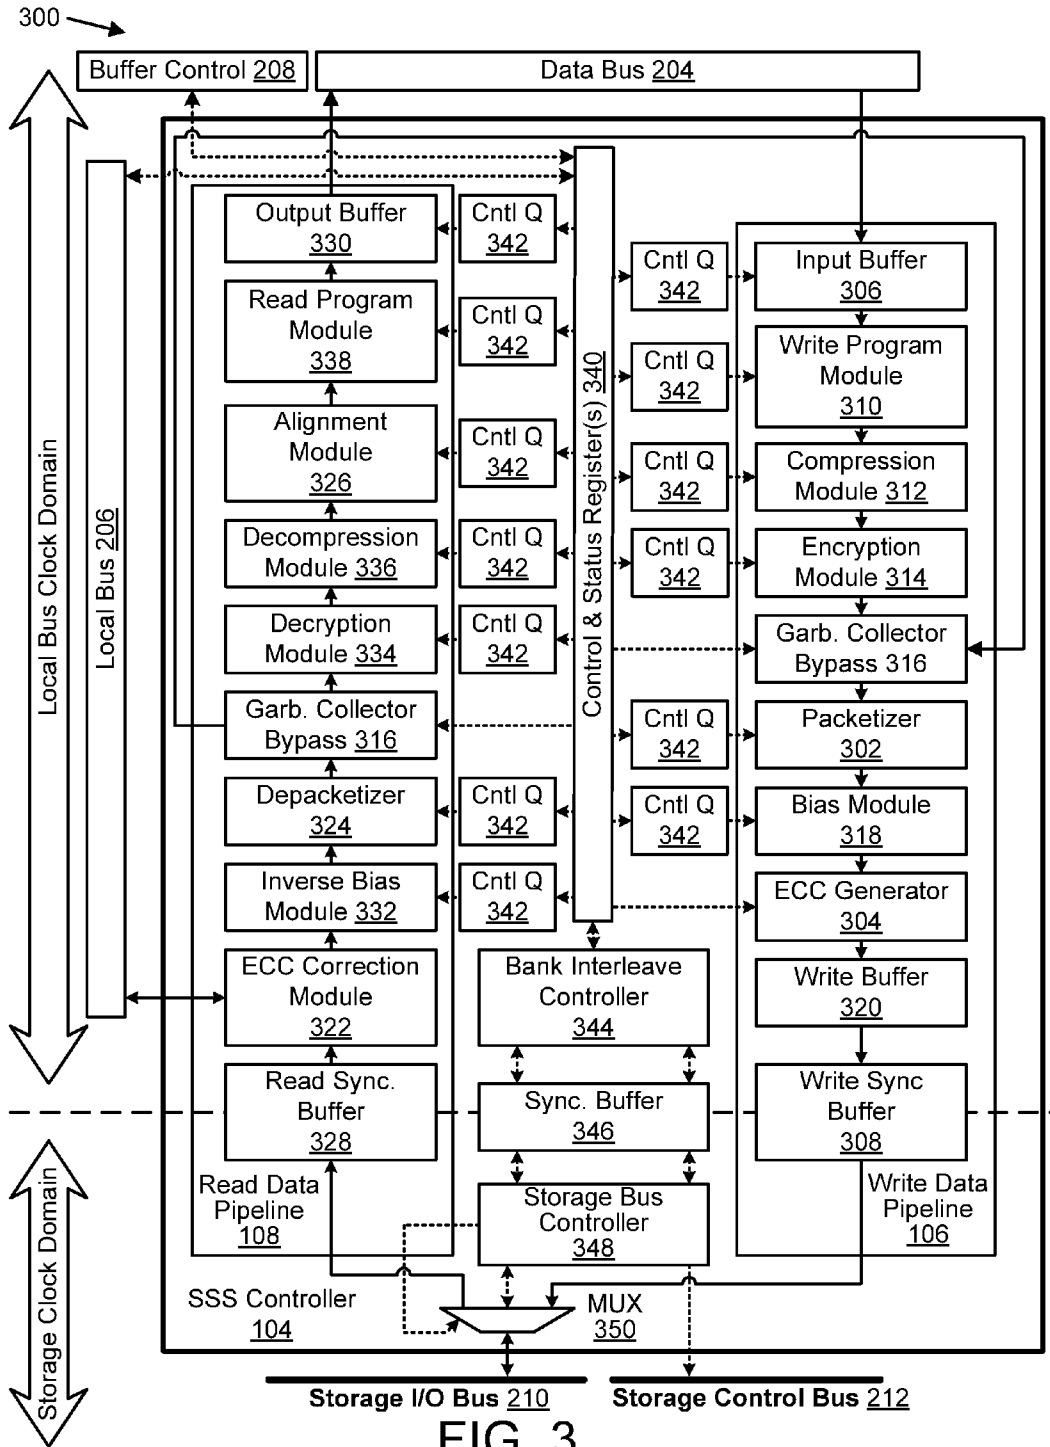 300
Buffer Control 208
Data Bus 204
Local Bus Clock Domain
Local Bus 206
Output Buffer
330
Read Program
Module
338
Alignment
Module
326
Decompression
Module 336
Decryption
Module 334
Garb. Collector
Bypass 316
Depacketizer
324
Inverse Bias
Module 332
ECC Correction
Module
322
Read Sync.
Buffer
328
Read Data
Pipeline
108
Cntl Q
342
Cntl Q
342
Cntl Q
342
Cntl Q
342
Cntl Q
342
Cntl Q
342
Cntl Q
342
Control & Status Register(s) 340
Cntl Q
342
Cntl Q
342
Cntl Q
342
Cntl Q
342
Cntl Q
342
Cntl Q
342
Input Buffer
306
Write Program
Module
310
Compression
Module 312
Encryption
Module 314
Garb. Collector
Bypass 316
Packetizer
302
Bias Module
318
ECC Generator
304
Write Buffer
320
Write Sync
Buffer
308
Write Data
Pipeline
106
Bank Interleave
Controller
344
Sync. Buffer
346
Storage Bus
Controller
348
Storage Clock Domain
SSS Controller
104
MUX
350
Storage I/O Bus 210
Storage Control Bus 212
FIG. 3